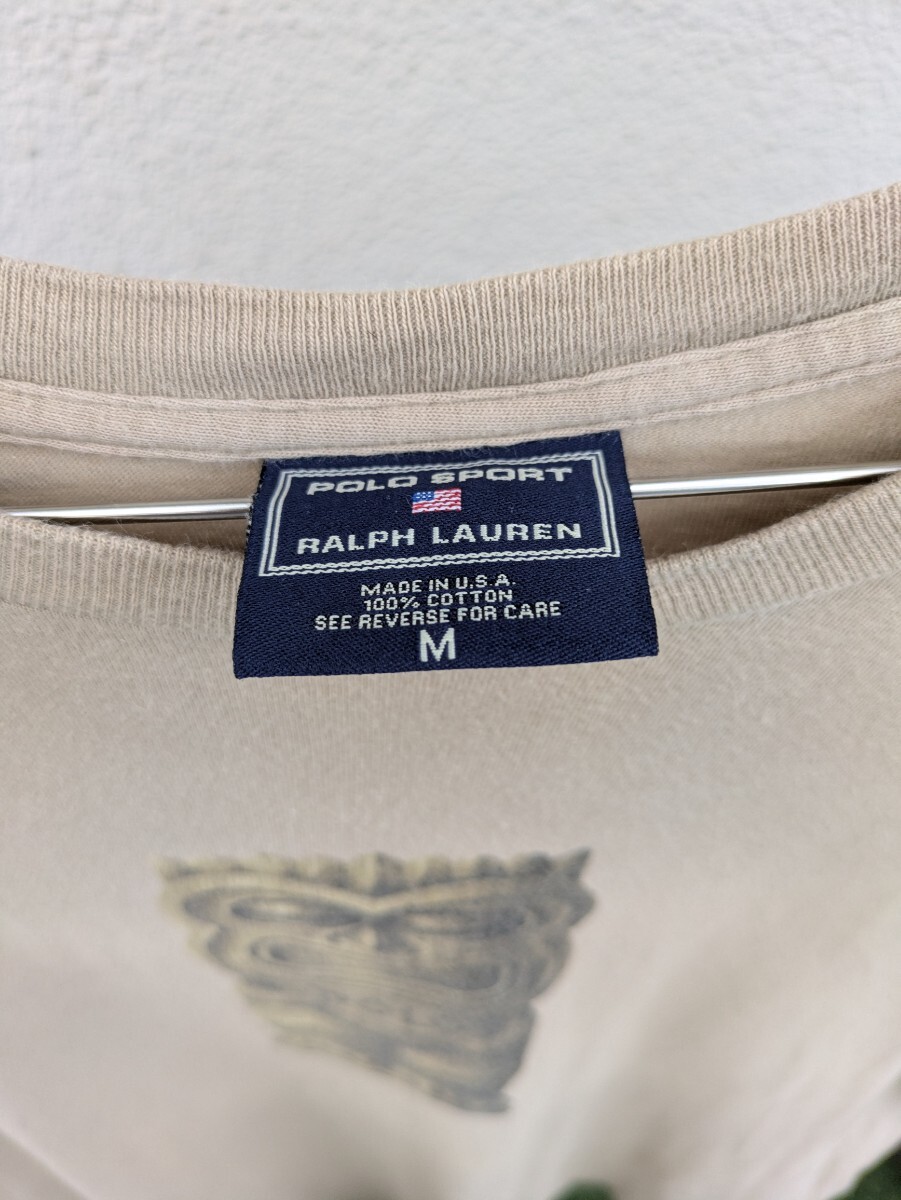 POLO SPORT
RALPH LAUREN
MADE IN U.S.A.
100% COTTON
SEE REVERSE FOR CARE
M